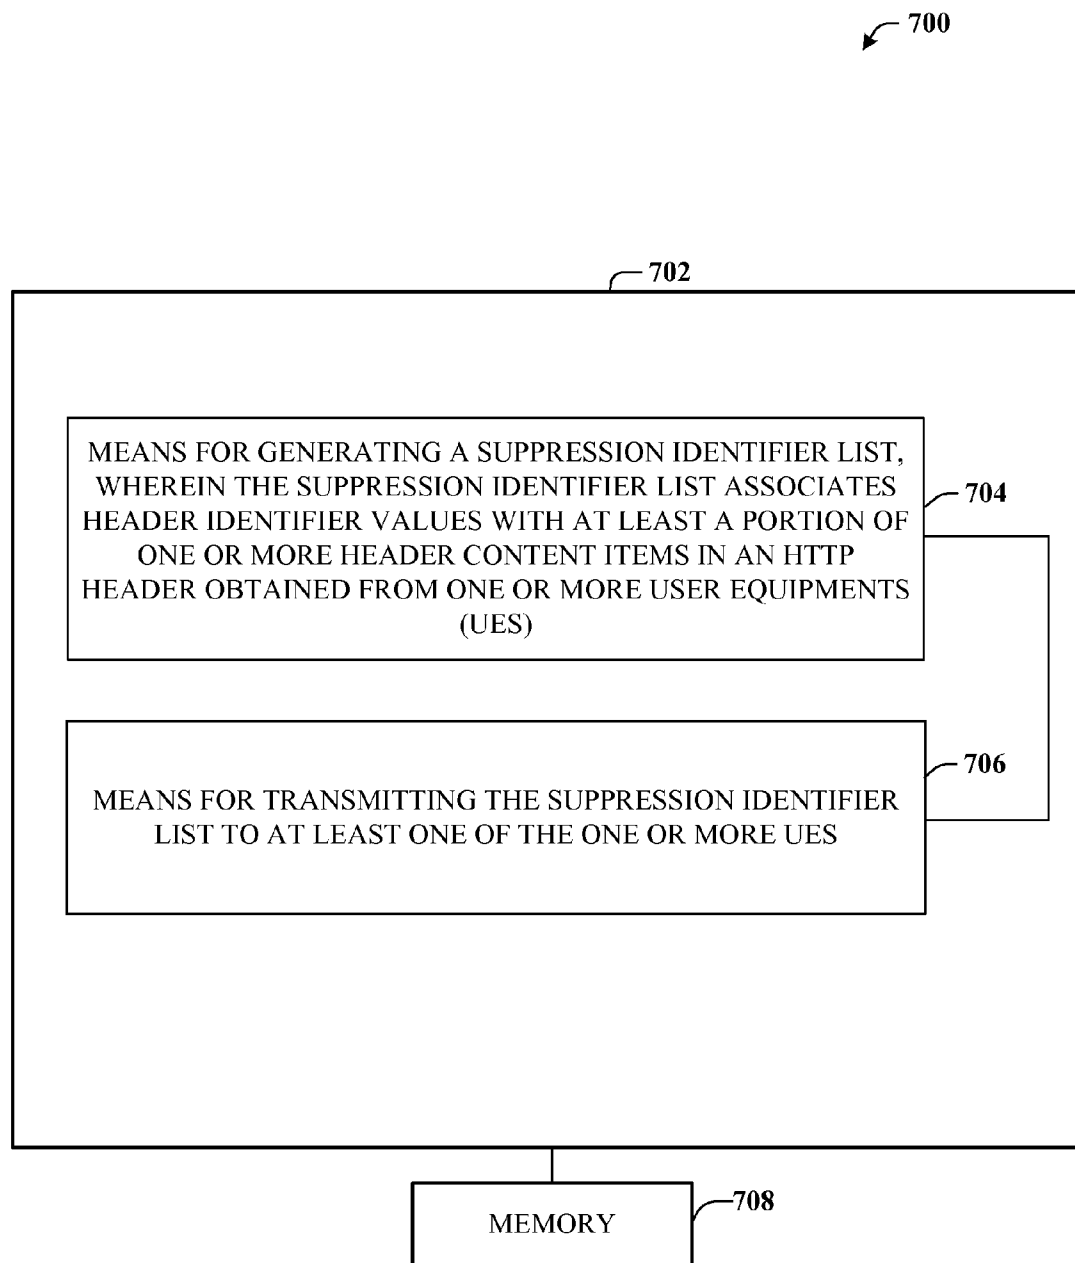 700
702
MEANS FOR GENERATING A SUPPRESSION IDENTIFIER LIST,
WHEREIN THE SUPPRESSION IDENTIFIER LIST ASSOCIATES
HEADER IDENTIFIER VALUES WITH AT LEAST A PORTION OF
ONE OR MORE HEADER CONTENT ITEMS IN AN HTTP
HEADER OBTAINED FROM ONE OR MORE USER EQUIPMENTS
(UES)
704
706
MEANS FOR TRANSMITTING THE SUPPRESSION IDENTIFIER
LIST TO AT LEAST ONE OF THE ONE OR MORE UES
708
MEMORY